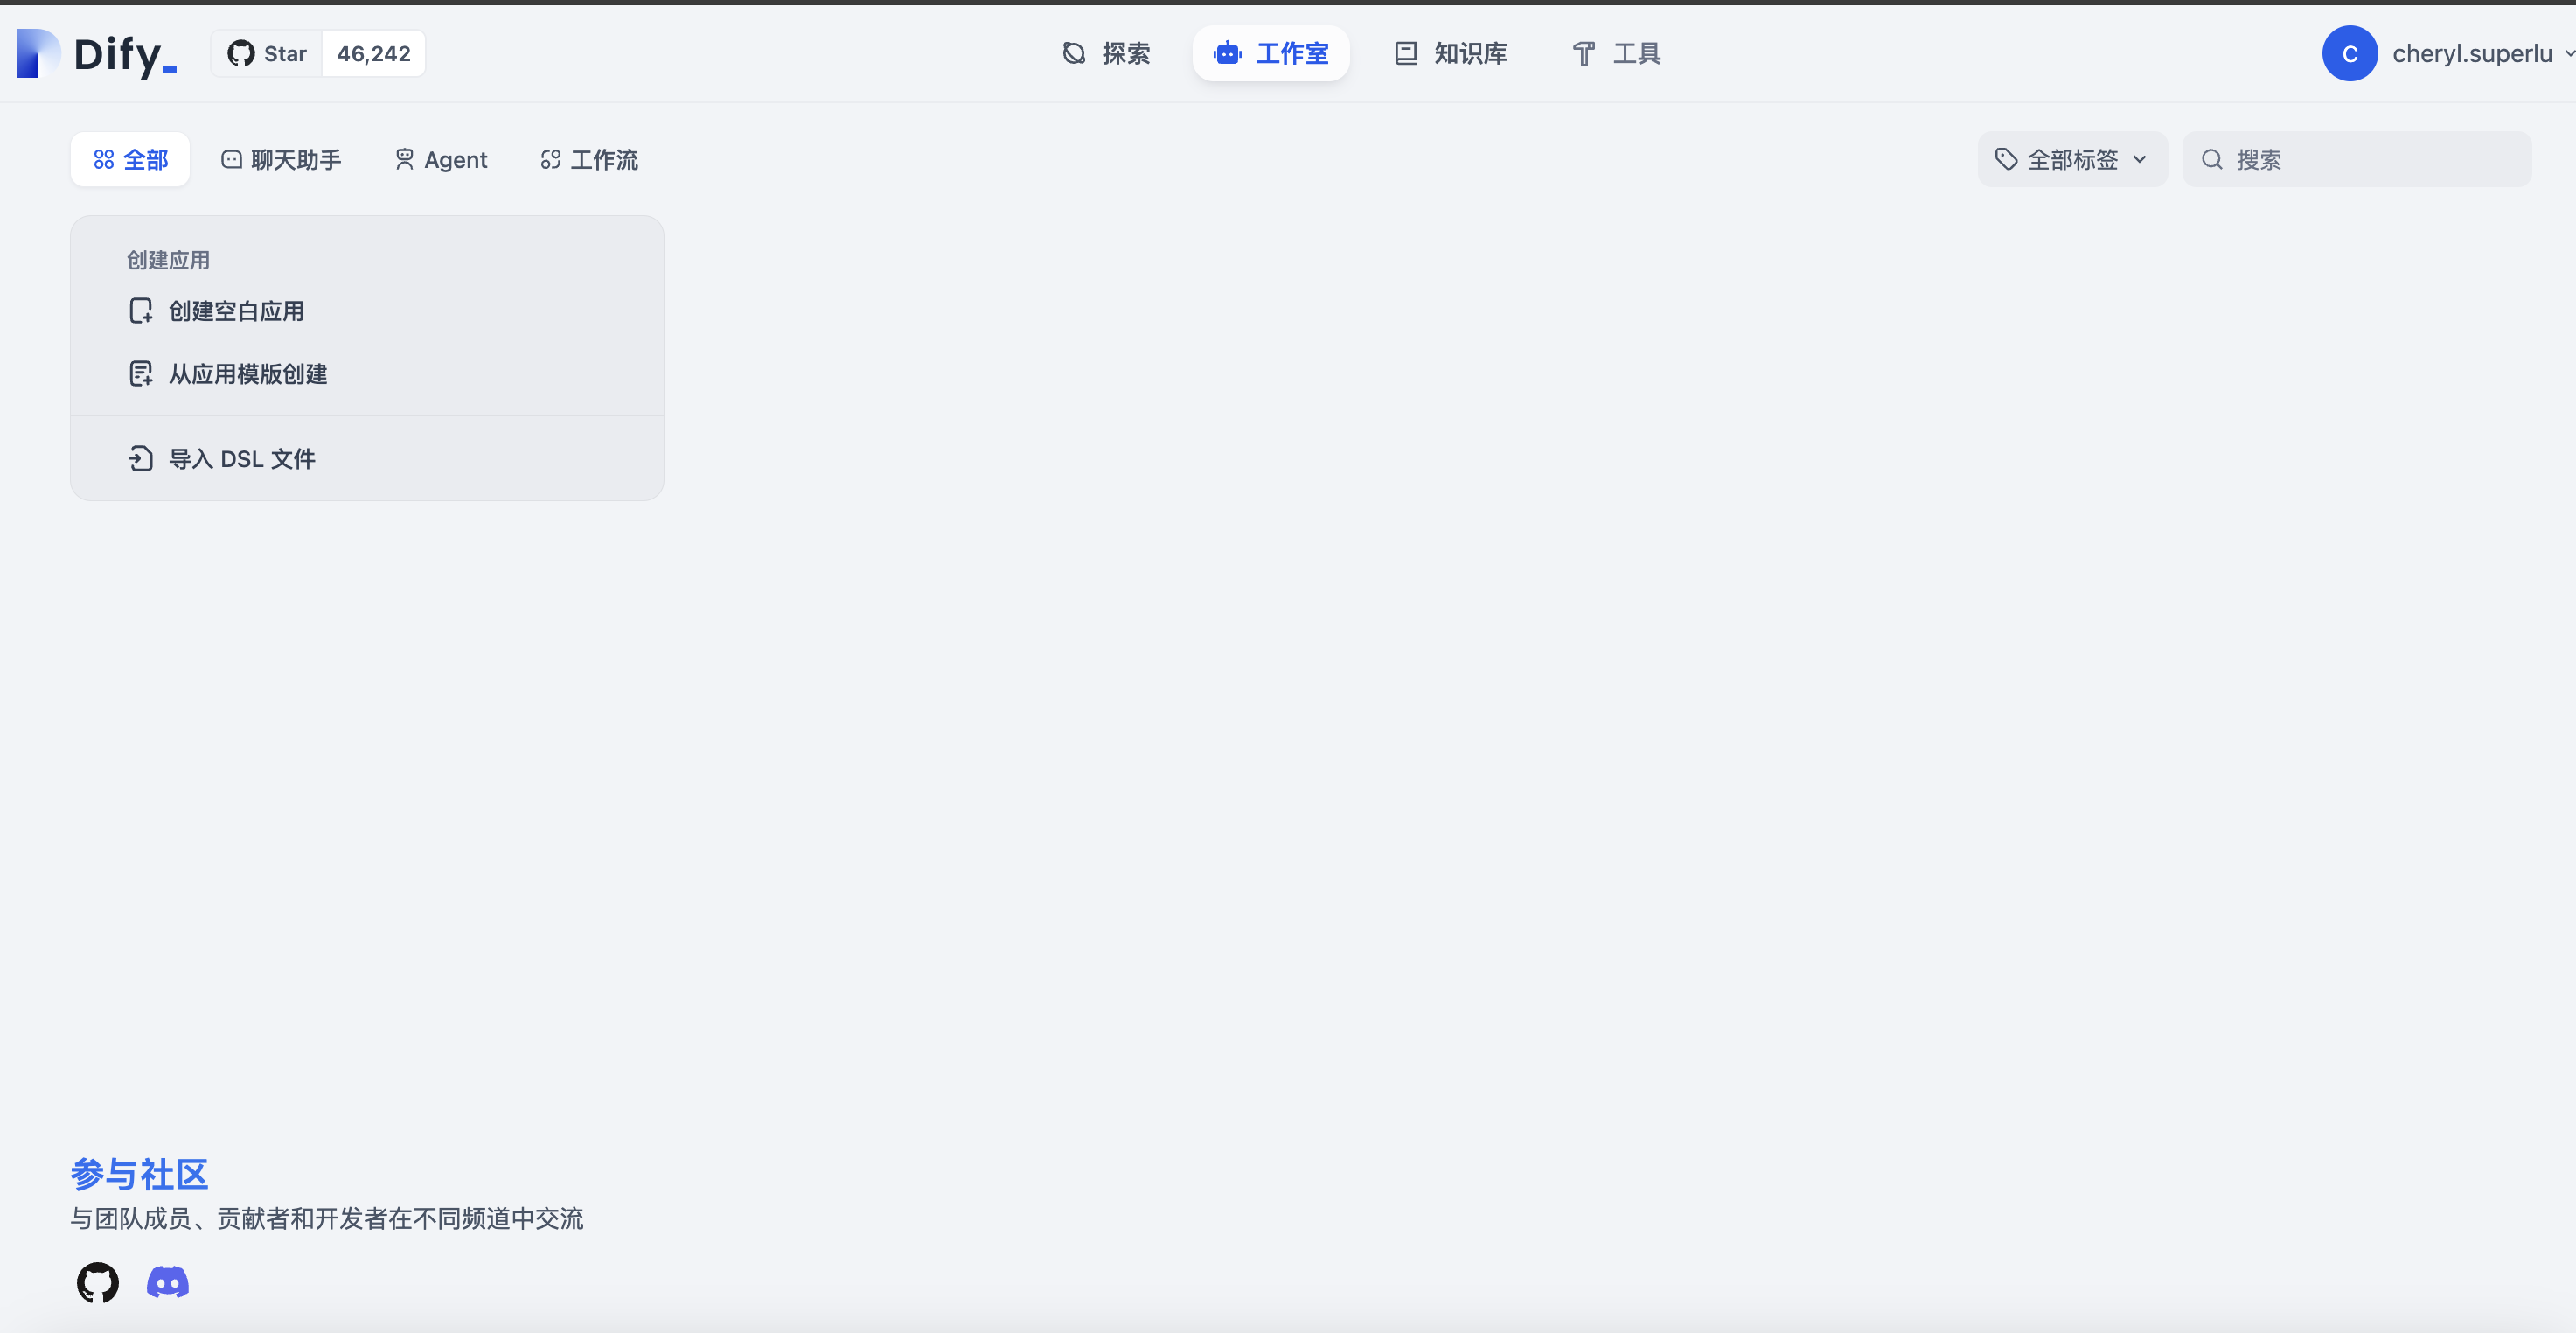 Dify_ Star 46,242 探索 工作室 知识库 工具 C cheryl.superlu
全部 聊天助手 Agent 工作流 全部标签 搜索
创建应用
创建空白应用
从应用模版创建
导入 DSL 文件
参与社区
与团队成员、贡献者和开发者在不同频道中交流